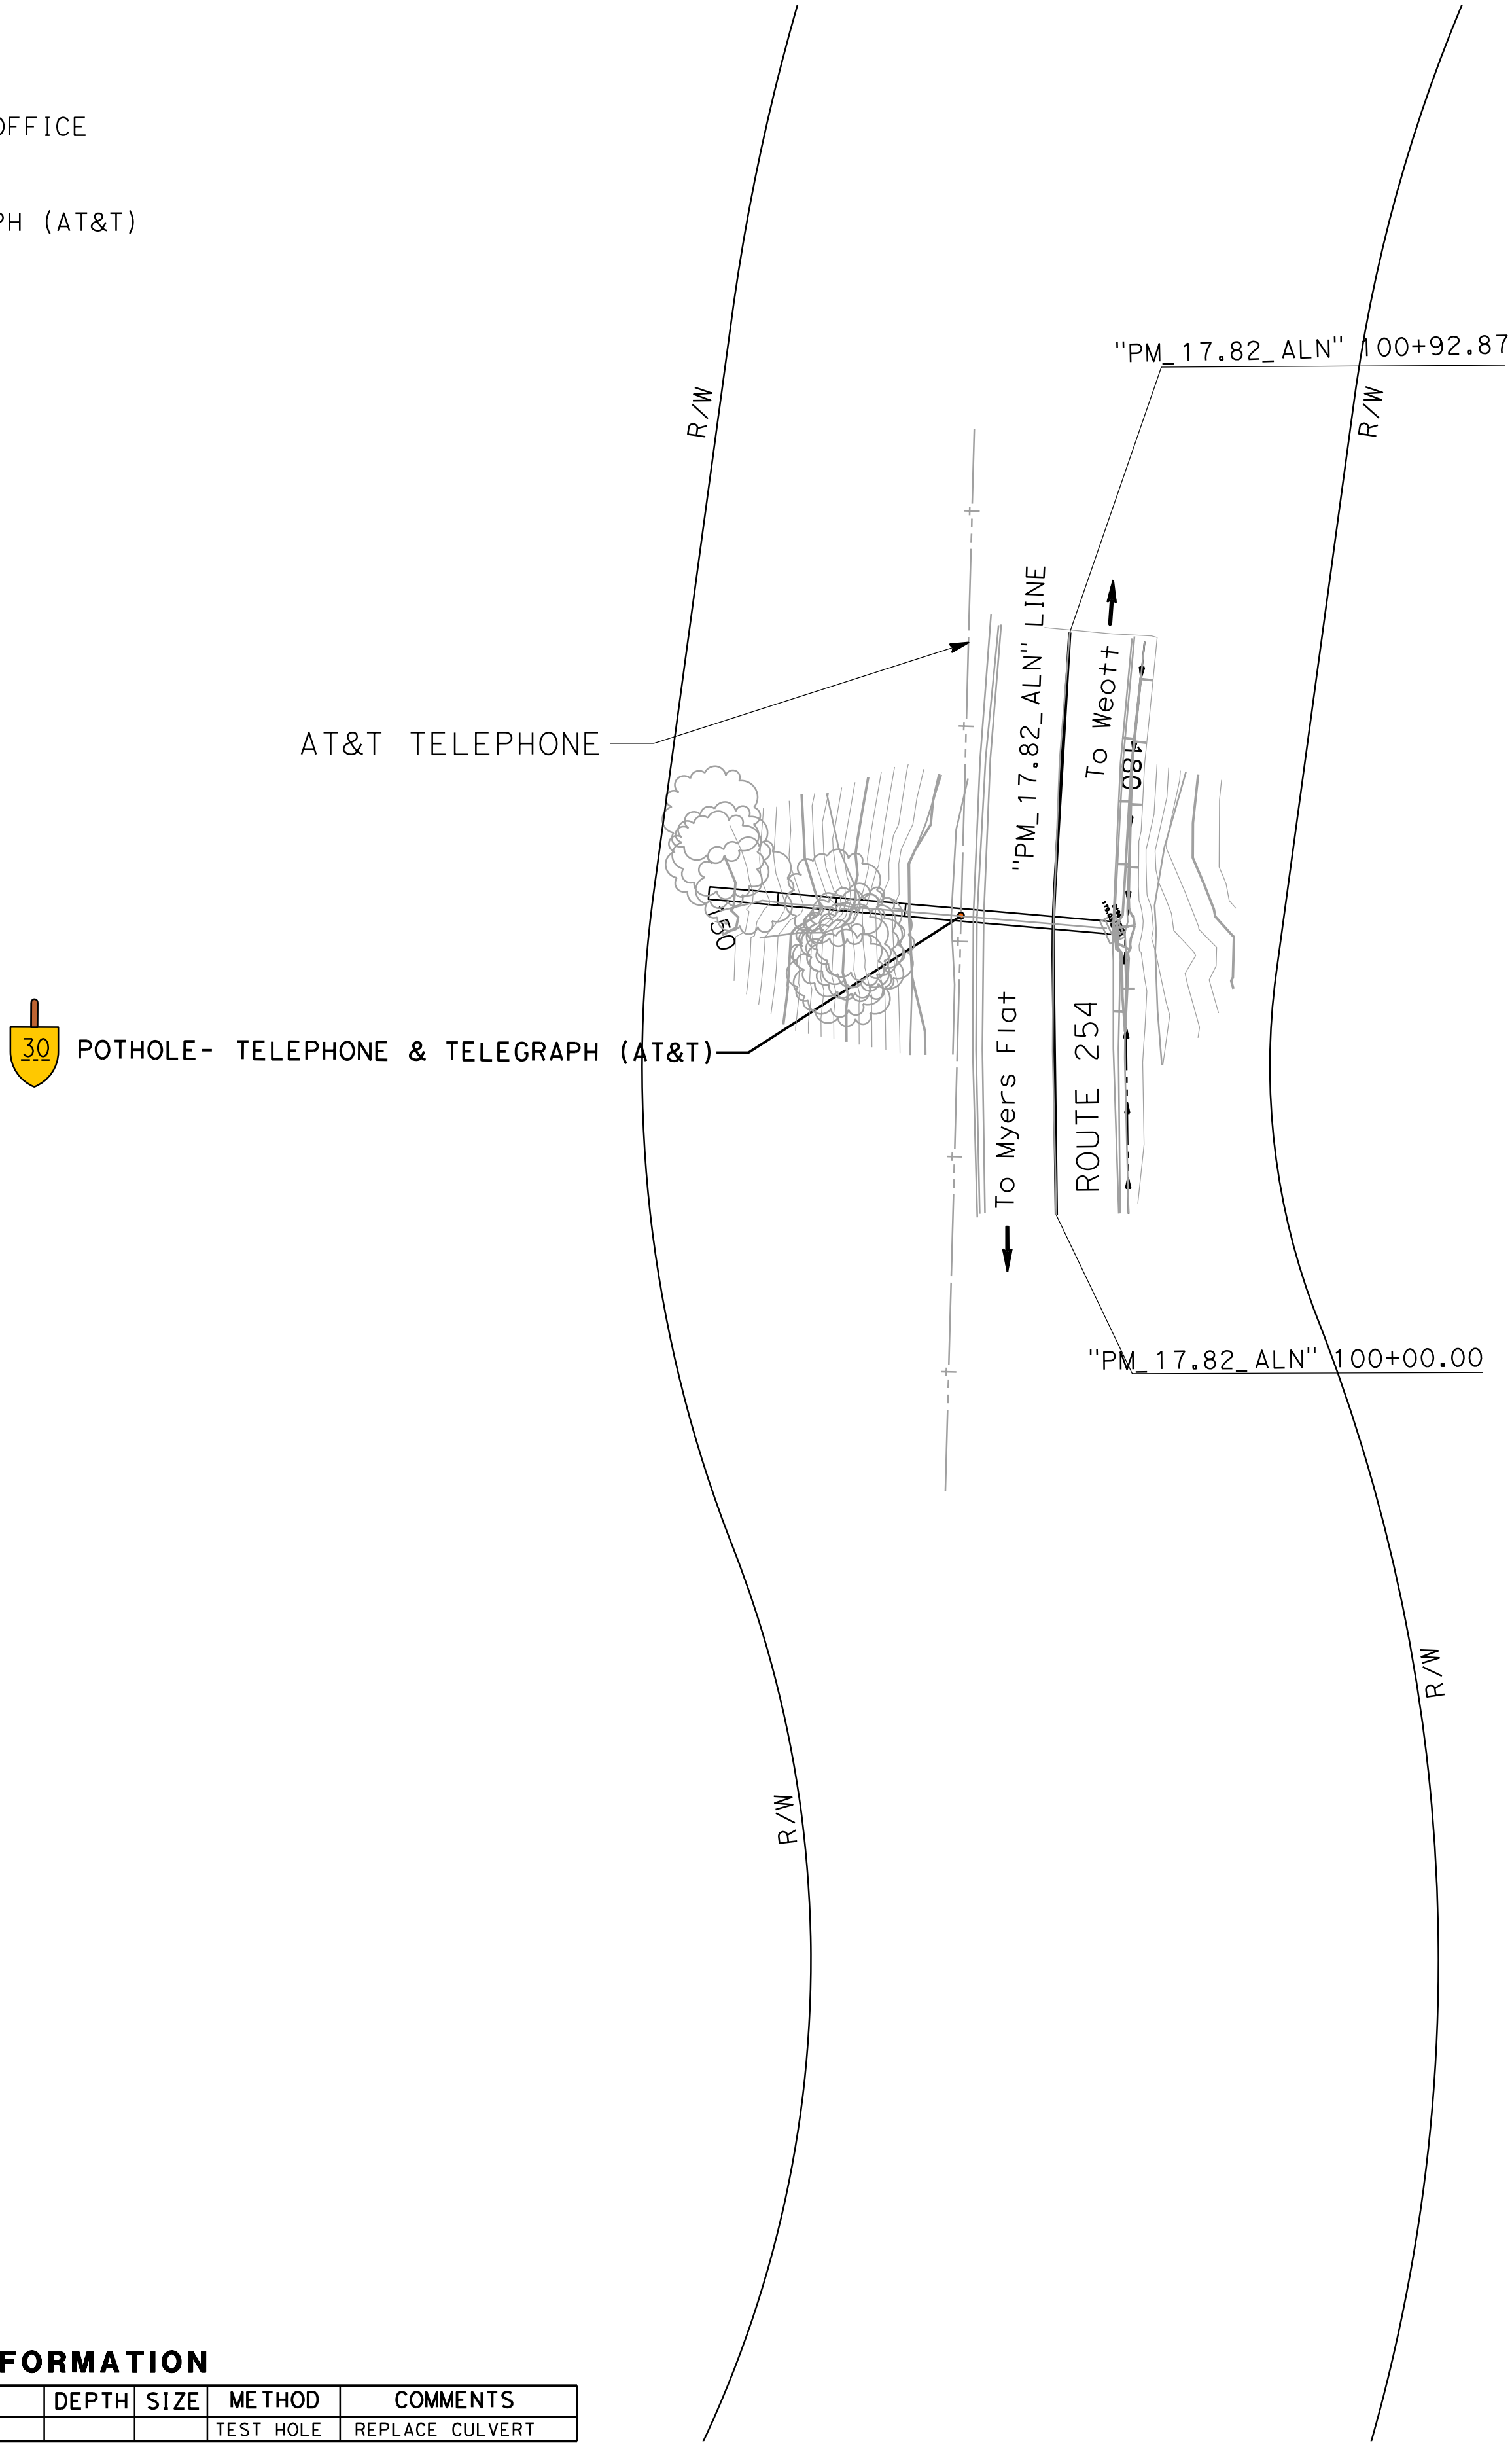 OFFICE
PH (AT&T)
"PM_17.82_ALN" 100+92.87
R/W
R/W
"PM_17.82_ALN" LINE
To Weott
AT&T TELEPHONE
180
150
30
POTHOLE- TELEPHONE & TELEGRAPH (AT&T)
To Myers Flat
ROUTE 254
"PM_17.82_ALN" 100+00.00
R/W
R/W
FORMATION
DEPTH SIZE METHOD COMMENTS
TEST HOLE REPLACE CULVERT